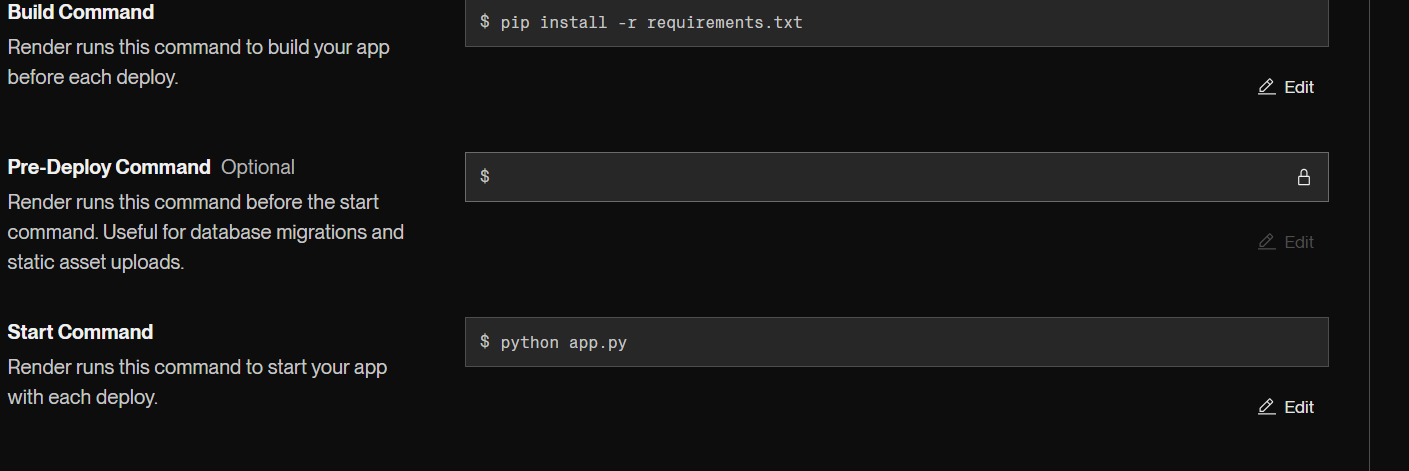 Build Command
$ pip install -r requirements.txt
Render runs this command to build your app
before each deploy.
Edit
Pre-Deploy Command Optional
$
Render runs this command before the start
command. Useful for database migrations and
static asset uploads.
Edit
Start Command
$ python app.py
Render runs this command to start your app
with each deploy.
Edit